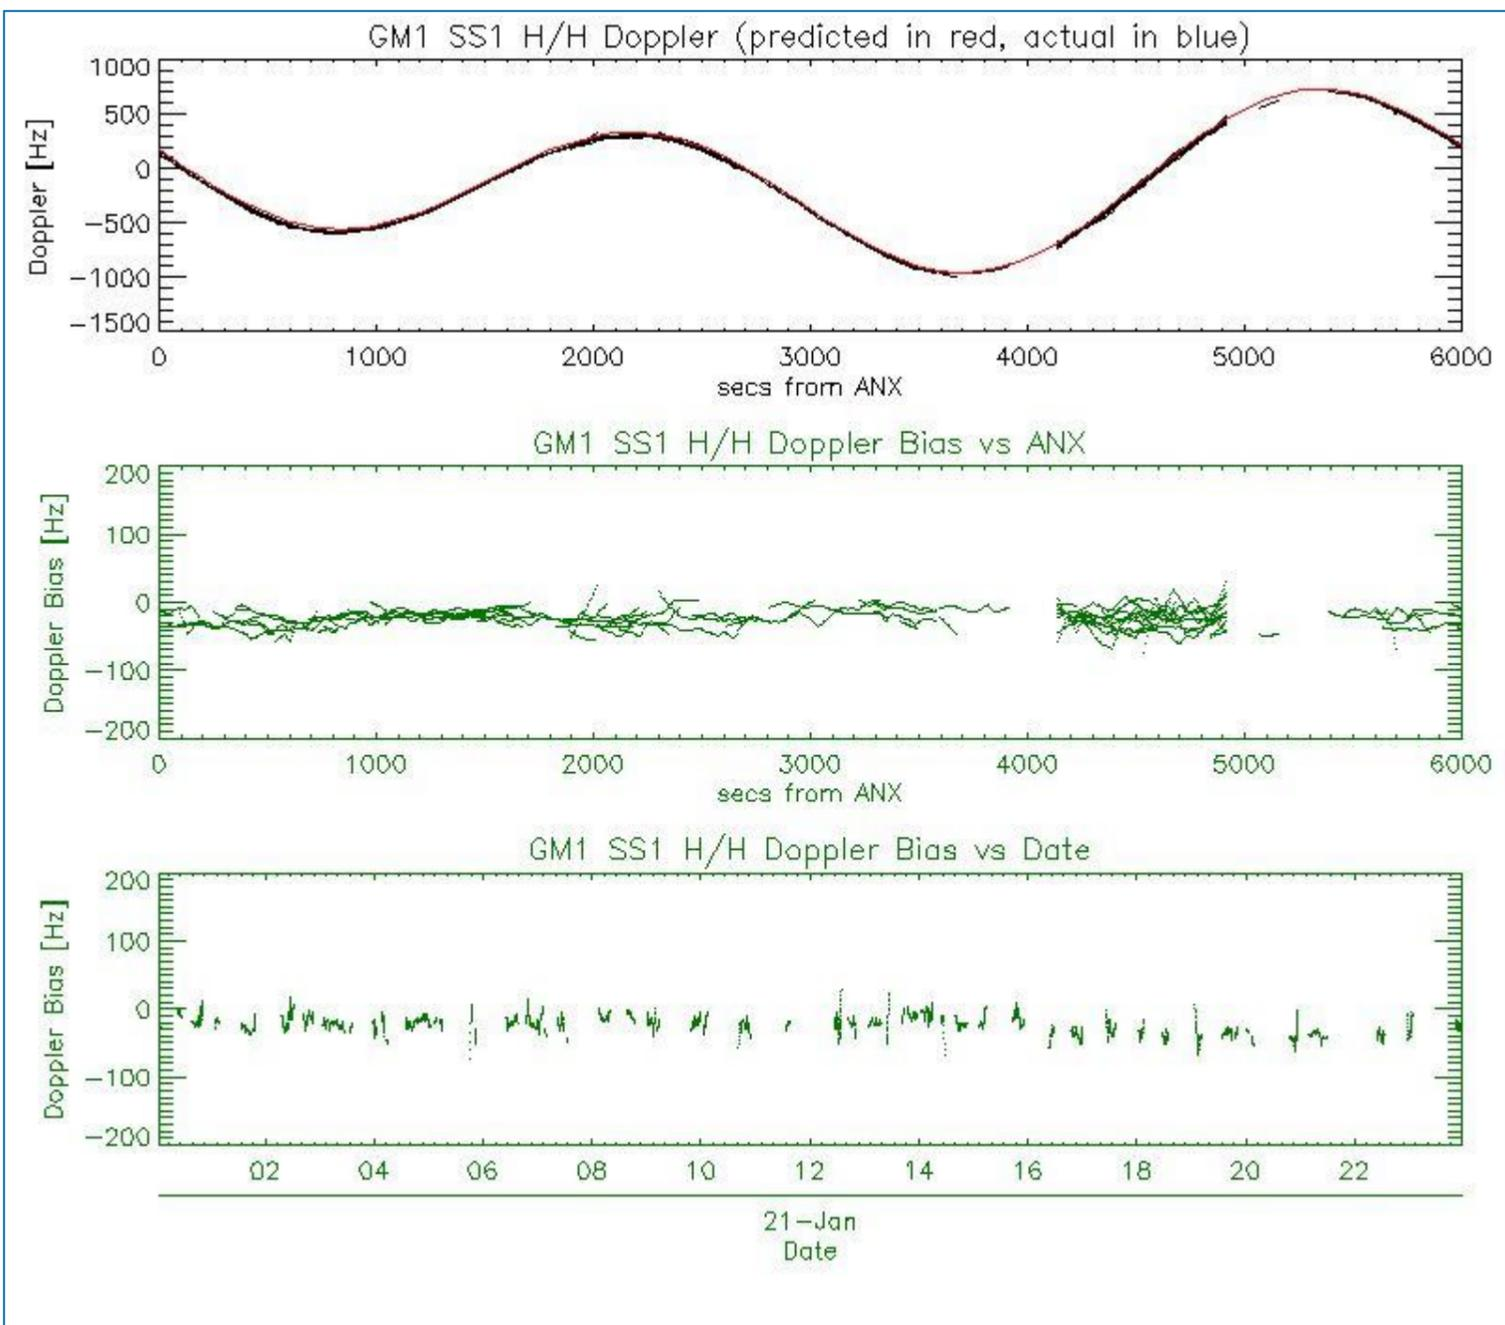 GM1 SS1 H/H Doppler (predicted in red, actual in blue)
1000
500
0
-500
-1000
-1500
Doppler [Hz]
0 1000 2000 3000 4000 5000 6000
secs from ANX
GM1 SS1 H/H Doppler Bias vs ANX
200
100
0
-100
-200
Doppler Bias [Hz]
0 1000 2000 3000 4000 5000 6000
secs from ANX
GM1 SS1 H/H Doppler Bias vs Date
200
100
0
-100
-200
Doppler Bias [Hz]
02 04 06 08 10 12 14 16 18 20 22
21-Jan
Date